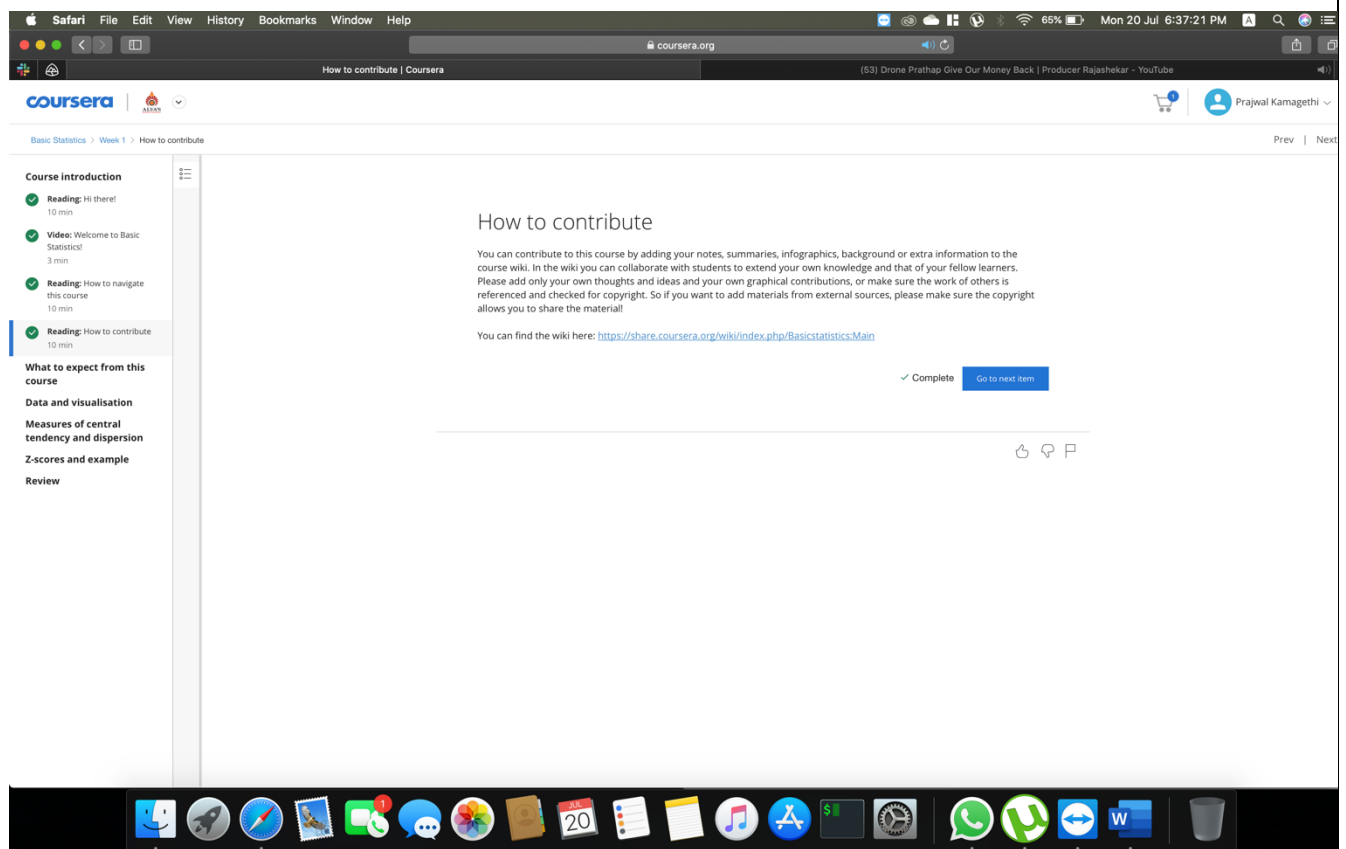 Safari File Edit View History Bookmarks Window Help 65% Mon 20 Jul 6:37:21 PM A
coursera.org
How to contribute | Coursera (53) Drone Prathap Give Our Money Back | Producer Rajashekar - YouTube
coursera ALVA'S 1 Prajwal Kamagethi
Basic Statistics > Week 1 > How to contribute Prev | Next
Course introduction
Reading: Hi there!
10 min
Video: Welcome to Basic
Statistics!
3 min
Reading: How to navigate
this course
10 min
Reading: How to contribute
10 min
What to expect from this
course
Data and visualisation
Measures of central
tendency and dispersion
Z-scores and example
Review
How to contribute
You can contribute to this course by adding your notes, summaries, infographics, background or extra information to the
course wiki. In the wiki you can collaborate with students to extend your own knowledge and that of your fellow learners.
Please add only your own thoughts and ideas and your own graphical contributions, or make sure the work of others is
referenced and checked for copyright. So if you want to add materials from external sources, please make sure the copyright
allows you to share the material!
You can find the wiki here: https://share.coursera.org/wiki/index.php/Basicstatistics:Main
Complete Go to next item
1 JUL 20 $ W